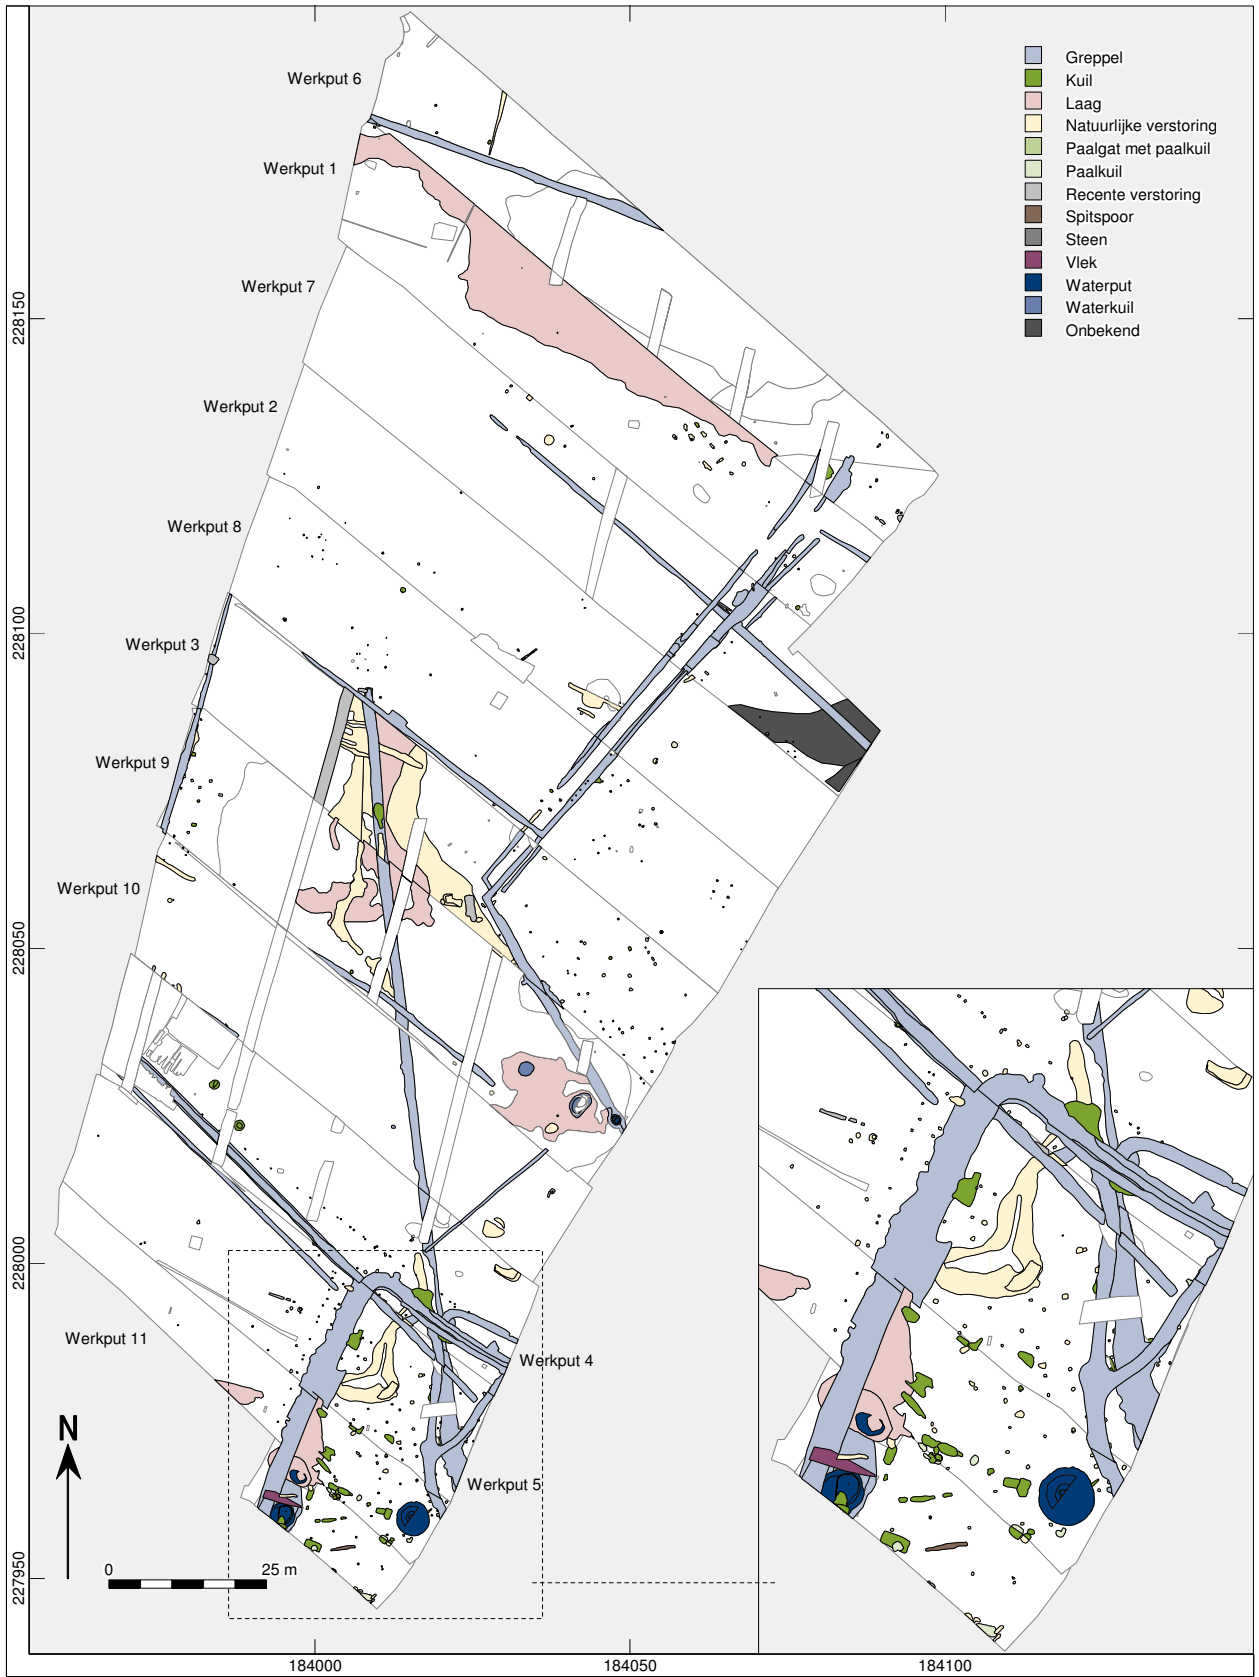 Werkput 6
Werkput 1
Werkput 7
Werkput 2
Werkput 8
Werkput 3
Werkput 9
Werkput 10
Werkput 11
Werkput 4
Werkput 5
Greppel
Kuil
Laag
Natuurlijke verstoring
Paalgat met paalkuil
Paalkuil
Recente verstoring
Spitspoor
Steen
Vlek
Waterput
Waterkuil
Onbekend
228150
228100
228050
228000
227950
N
0 25 m
184000 184050 184100